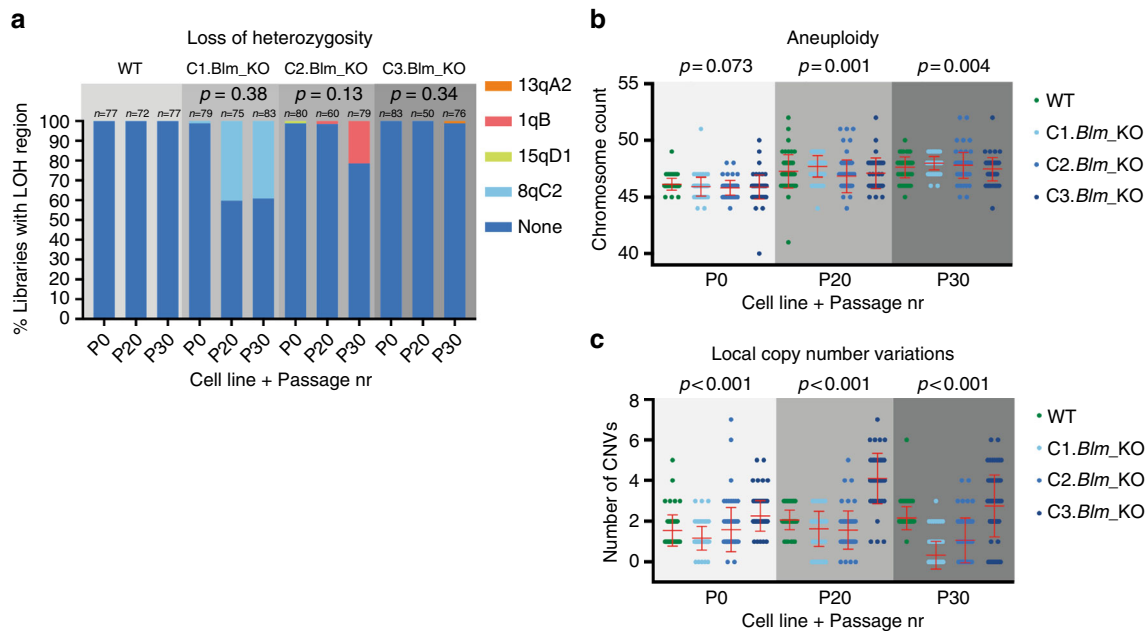 a
Loss of heterozygosity
WT C1.Blm_KO C2.Blm_KO C3.Blm_KO
p = 0.38 p = 0.13 p = 0.34
n=77 n=72 n=77 n=79 n=75 n=83 n=80 n=60 n=79 n=83 n=50 n=76
% Libraries with LOH region
100
90
80
70
60
50
40
30
20
10
0
P0 P20 P30 P0 P20 P30 P0 P20 P30 P0 P20 P30
Cell line + Passage nr
13qA2
1qB
15qD1
8qC2
None
b
Aneuploidy
p = 0.073 p = 0.001 p = 0.004
Chromosome count
55
50
45
40
P0 P20 P30
Cell line + Passage nr
WT
C1.Blm_KO
C2.Blm_KO
C3.Blm_KO
c
Local copy number variations
p < 0.001 p < 0.001 p < 0.001
Number of CNVs
8
6
4
2
0
P0 P20 P30
Cell line + Passage nr
WT
C1.Blm_KO
C2.Blm_KO
C3.Blm_KO